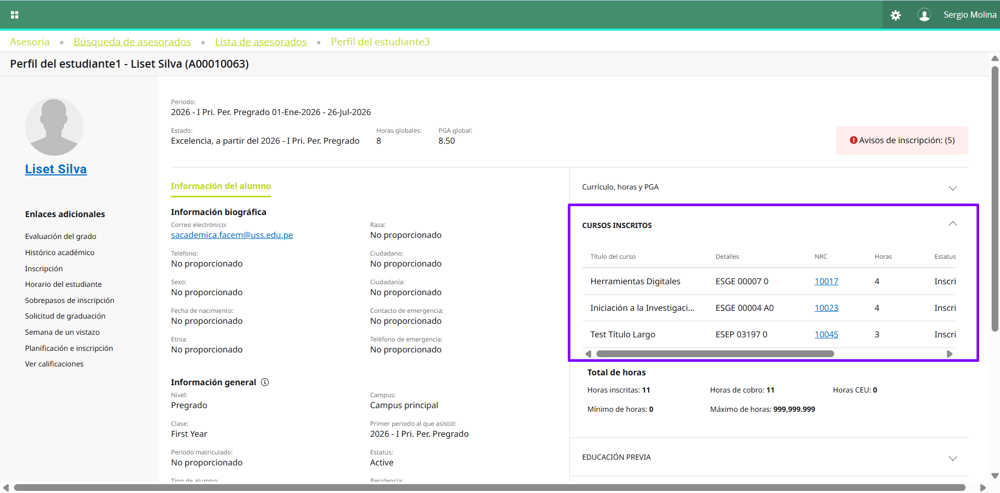 Sergio Molina
Asesoría • Búsqueda de asesorados • Lista de asesorados • Perfil del estudiante3
Perfil del estudiante1 - Liset Silva (A00010063)
Liset Silva
Enlaces adicionales
Evaluación del grado
Histórico académico
Inscripción
Horario del estudiante
Sobrepasos de inscripción
Solicitud de graduación
Semana de un vistazo
Planificación e inscripción
Ver calificaciones
Periodo:
2026 - I Pri. Per. Pregrado 01-Ene-2026 - 26-Jul-2026
Estado: Horas globales: PGA global:
Excelencia, a partir del 2026 - I Pri. Per. Pregrado 8 8.50
Avisos de inscripción: (5)
Información del alumno
Información biográfica
Correo electrónico: Raza:
sacademica.facem@uss.edu.pe No proporcionado
Teléfono: Ciudadano:
No proporcionado No proporcionado
Sexo: Ciudadanía:
No proporcionado No proporcionado
Fecha de nacimiento: Contacto de emergencia:
No proporcionado No proporcionado
Etnia: Teléfono de emergencia:
No proporcionado No proporcionado
Información general
Nivel: Campus:
Pregrado Campus principal
Clase: Primer periodo al que asistió:
First Year 2026 - I Pri. Per. Pregrado
Periodo matriculado: Estatus:
No proporcionado Active
Tipo de alumno: Residencia:
Currículo, horas y PGA
CURSOS INSCRITOS
Título del curso Detalles NRC Horas Estatus
Herramientas Digitales ESGE 00007 0 10017 4 Inscri
Iniciación a la Investigaci... ESGE 00004 A0 10023 4 Inscri
Test Título Largo ESEP 03197 0 10045 3 Inscri
Total de horas
Horas inscritas: 11 Horas de cobro: 11 Horas CEU: 0
Mínimo de horas: 0 Máximo de horas: 999,999.999
EDUCACIÓN PREVIA